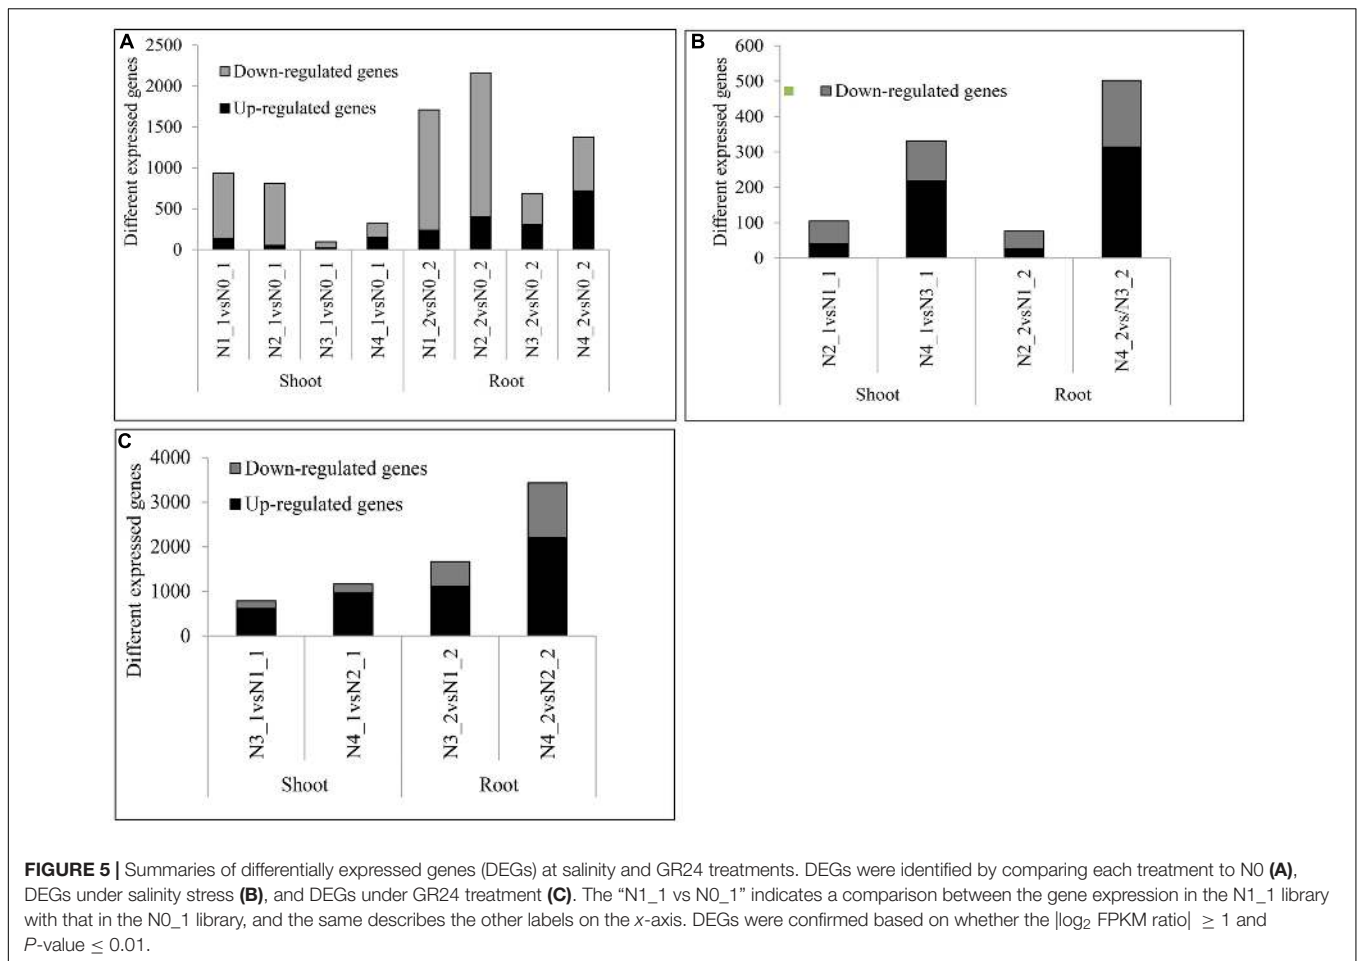 A
Different expressed genes
2500
2000
1500
1000
500
0
Down-regulated genes
Up-regulated genes
N1_1vsN0_1
N2_1vsN0_1
N3_1vsN0_1
N4_1vsN0_1
N1_2vsN0_2
N2_2vsN0_2
N3_2vsN0_2
N4_2vsN0_2
Shoot
Root
B
Different expressed genes
600
500
400
300
200
100
0
Down-regulated genes
N2_1vsN1_1
N4_1vsN3_1
N2_2vsN1_2
N4_2vs/N3_2
Shoot
Root
C
Different expressed genes
4000
3000
2000
1000
0
Down-regulated genes
Up-regulated genes
N3_1vsN1_1
N4_1vsN2_1
N3_2vsN1_2
N4_2vsN2_2
Shoot
Root
FIGURE 5 | Summaries of differentially expressed genes (DEGs) at salinity and GR24 treatments. DEGs were identified by comparing each treatment to N0 (A),
DEGs under salinity stress (B), and DEGs under GR24 treatment (C). The “N1_1 vs N0_1” indicates a comparison between the gene expression in the N1_1 library
with that in the N0_1 library, and the same describes the other labels on the x-axis. DEGs were confirmed based on whether the |log₂ FPKM ratio| ≥ 1 and
P-value ≤ 0.01.